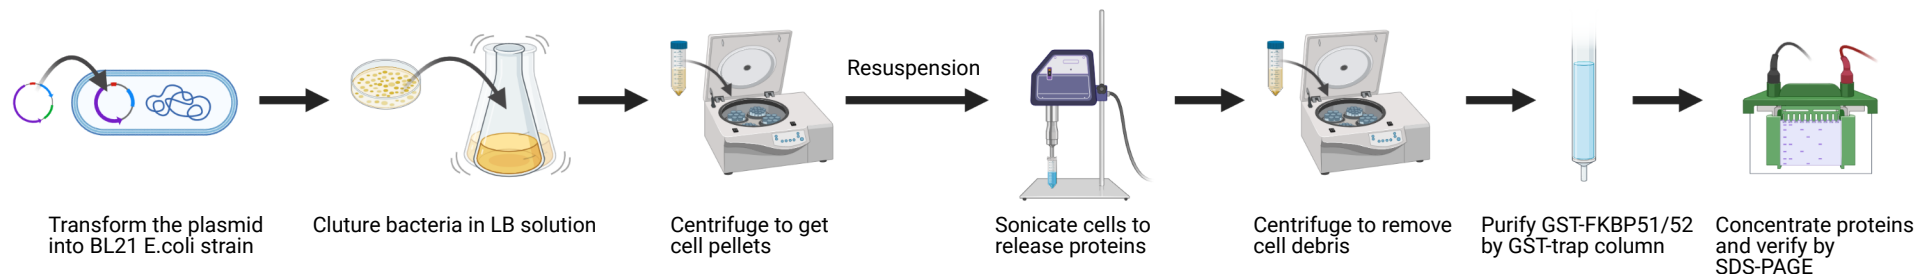 Resuspension
Transform the plasmid
into BL21 E.coli strain
Cluture bacteria in LB solution
Centrifuge to get
cell pellets
Sonicate cells to
release proteins
Centrifuge to remove
cell debris
Purify GST-FKBP51/52
by GST-trap column
Concentrate proteins
and verify by
SDS-PAGE